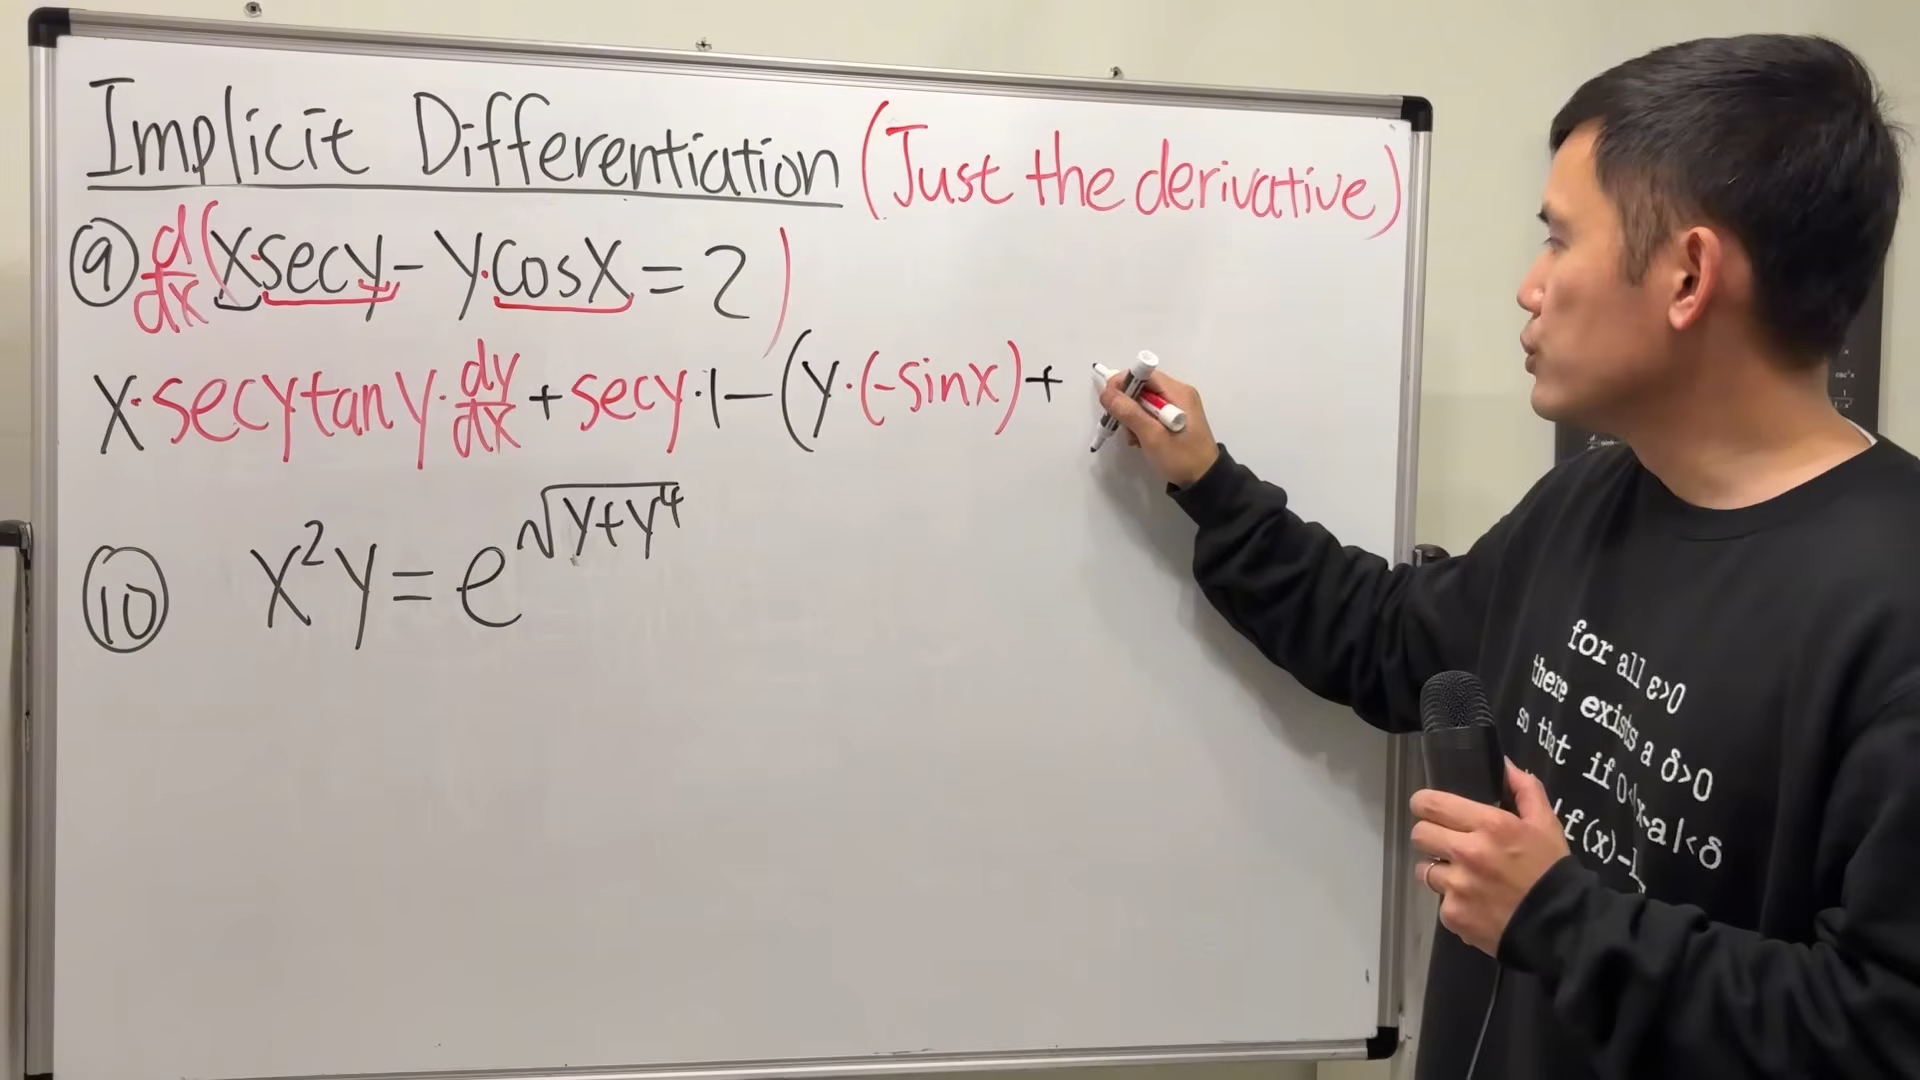 Implicit Differentiation (Just the derivative)
⑨ d/dx (x·secy - y·cosx = 2)
x·secytany·dy/dx + secy·1 - (y·(-sinx) +
⑩ x²y = e^√(y+y⁴)
for all ε>0
there exists a δ>0
so that if 0<|x-a|<δ
|f(x)-L